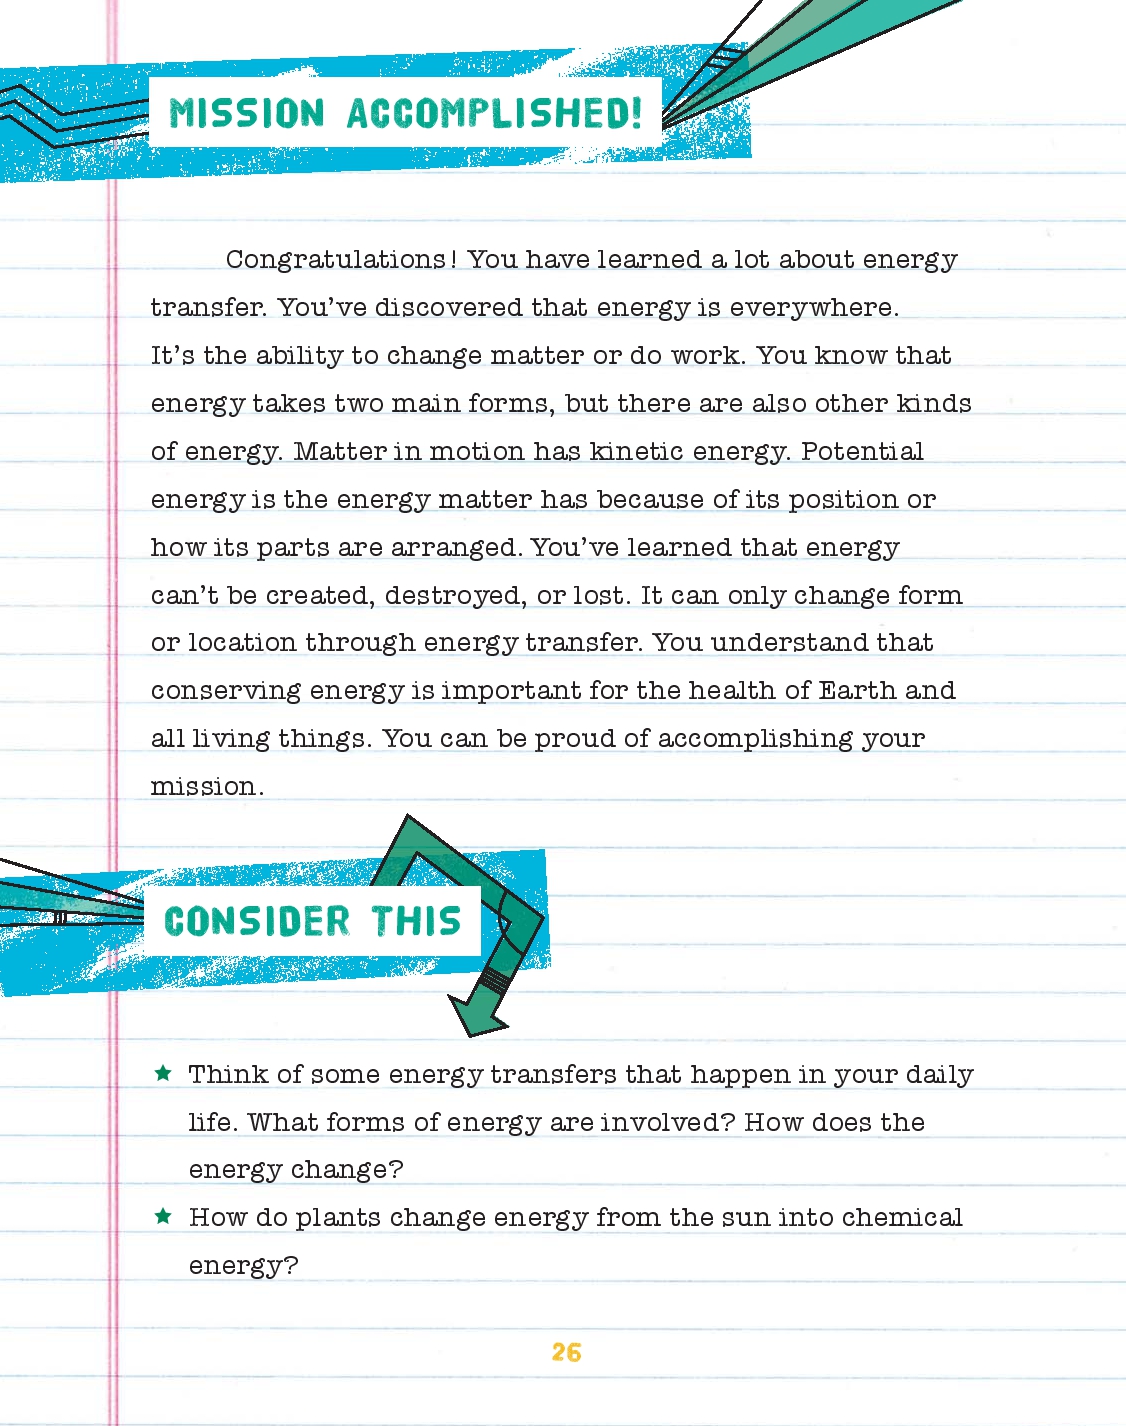 MISSION ACCOMPLISHED!
Congratulations! You have learned a lot about energy
transfer. You’ve discovered that energy is everywhere.
It’s the ability to change matter or do work. You know that
energy takes two main forms, but there are also other kinds
of energy. Matter in motion has kinetic energy. Potential
energy is the energy matter has because of its position or
how its parts are arranged. You’ve learned that energy
can’t be created, destroyed, or lost. It can only change form
or location through energy transfer. You understand that
conserving energy is important for the health of Earth and
all living things. You can be proud of accomplishing your
mission.
CONSIDER THIS
★ Think of some energy transfers that happen in your daily
life. What forms of energy are involved? How does the
energy change?
★ How do plants change energy from the sun into chemical
energy?
26